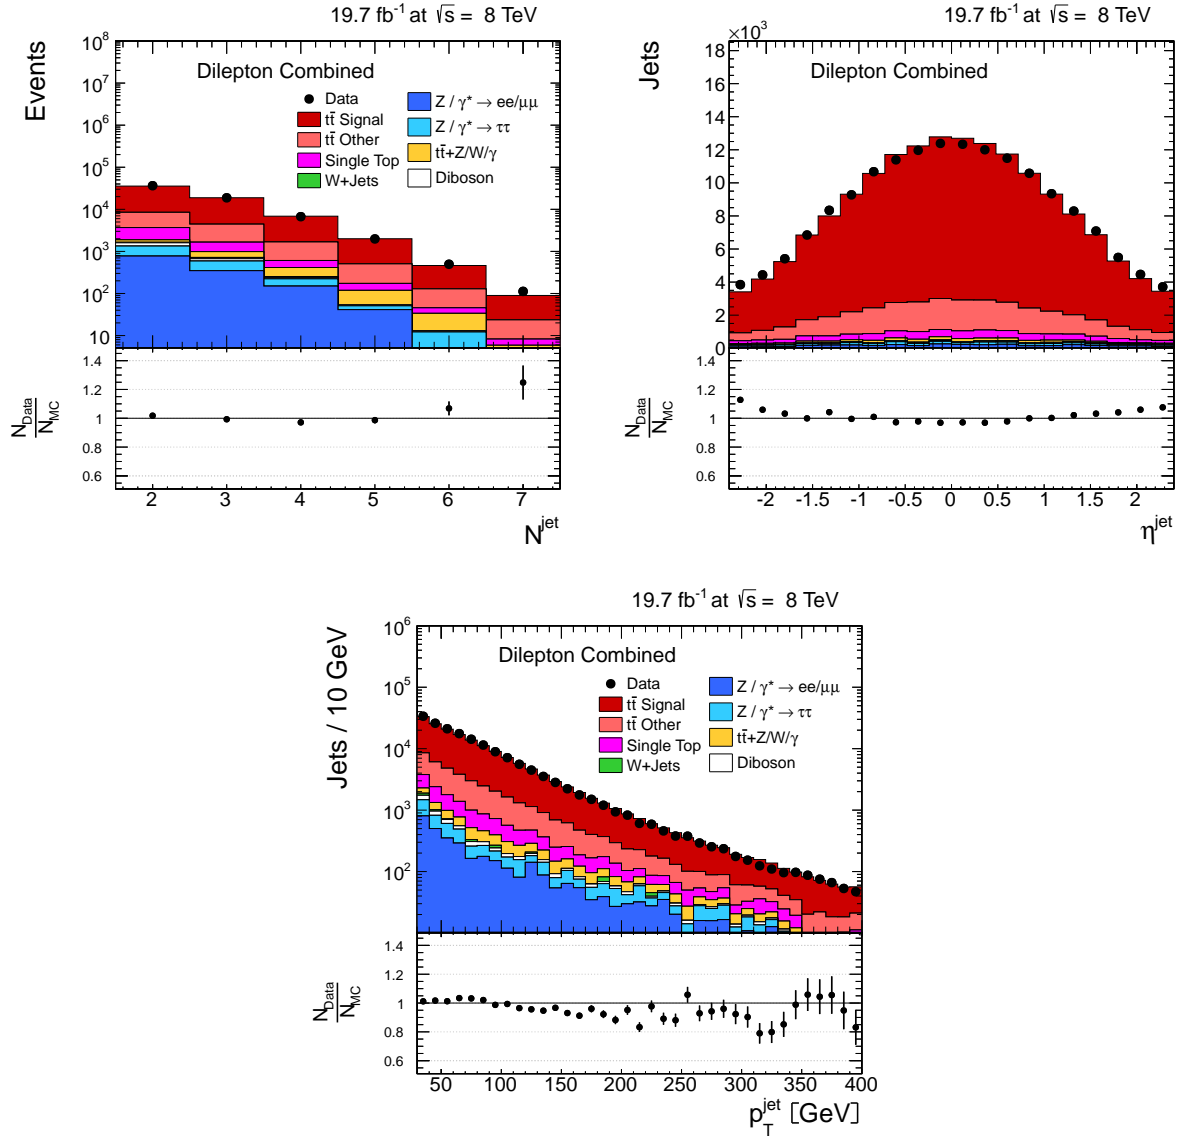 19.7 fb⁻¹ at √s = 8 TeV
Events
Dilepton Combined
Data
tt̄ Signal
tt̄ Other
Single Top
W+Jets
Z / γ* → ee/μμ
Z / γ* → ττ
tt̄+Z/W/γ
Diboson
10⁸
10⁷
10⁶
10⁵
10⁴
10³
10²
10
N_Data / N_MC
1.4
1.2
1
0.8
0.6
2 3 4 5 6 7
N^jet
19.7 fb⁻¹ at √s = 8 TeV
×10³
Jets
Dilepton Combined
18
16
14
12
10
8
6
4
2
0
N_Data / N_MC
1.4
1.2
1
0.8
0.6
-2 -1.5 -1 -0.5 0 0.5 1 1.5 2
η^jet
19.7 fb⁻¹ at √s = 8 TeV
Jets / 10 GeV
Dilepton Combined
Data
tt̄ Signal
tt̄ Other
Single Top
W+Jets
Z / γ* → ee/μμ
Z / γ* → ττ
tt̄+Z/W/γ
Diboson
10⁶
10⁵
10⁴
10³
10²
N_Data / N_MC
1.4
1.2
1
0.8
0.6
50 100 150 200 250 300 350 400
p_T^jet [GeV]